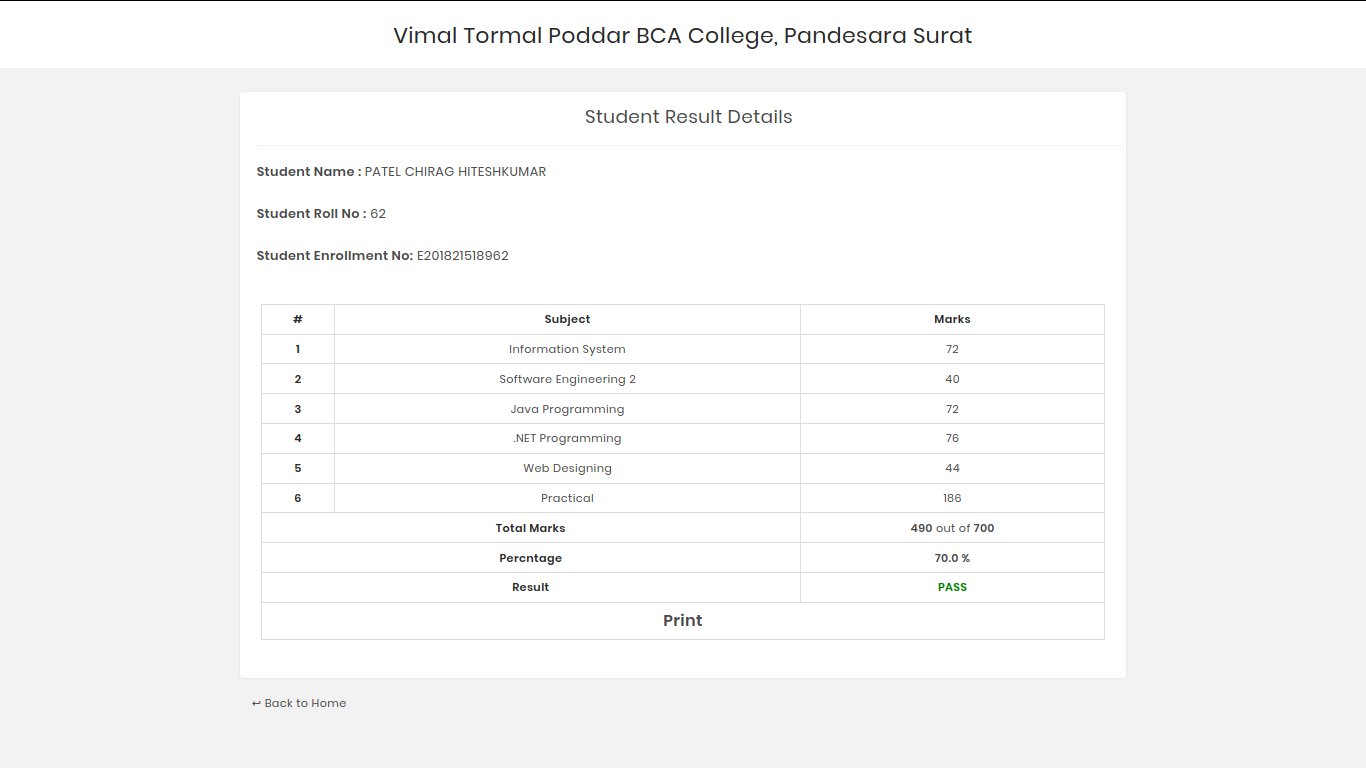 Vimal Tormal Poddar BCA College, Pandesara Surat
Student Result Details
Student Name : PATEL CHIRAG HITESHKUMAR
Student Roll No : 62
Student Enrollment No: E201821518962
# Subject Marks
1 Information System 72
2 Software Engineering 2 40
3 Java Programming 72
4 .NET Programming 76
5 Web Designing 44
6 Practical 186
Total Marks 490 out of 700
Percntage 70.0 %
Result PASS
Print
↩ Back to Home